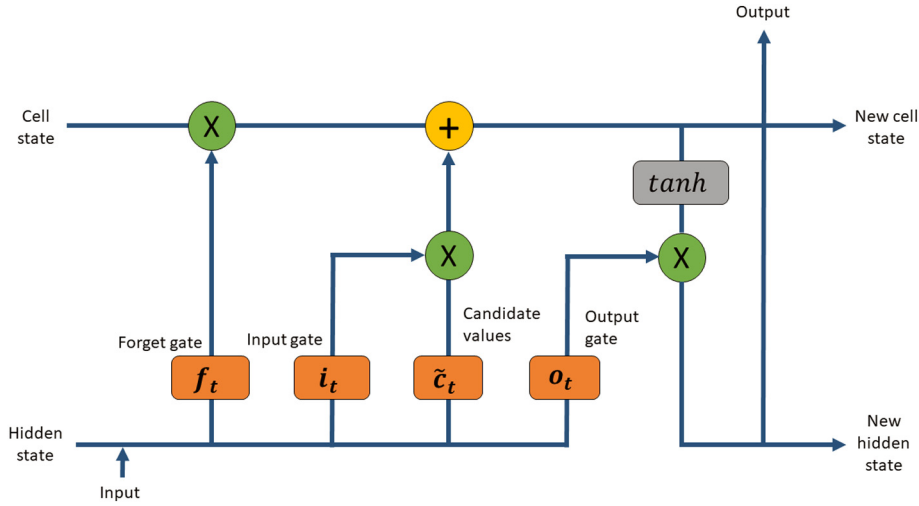 Output
Cell
state
X
+
New cell
state
tanh
X
X
Candidate
values
Output
gate
Forget gate
Input gate
f_t
i_t
c̃_t
o_t
Hidden
state
New
hidden
state
Input